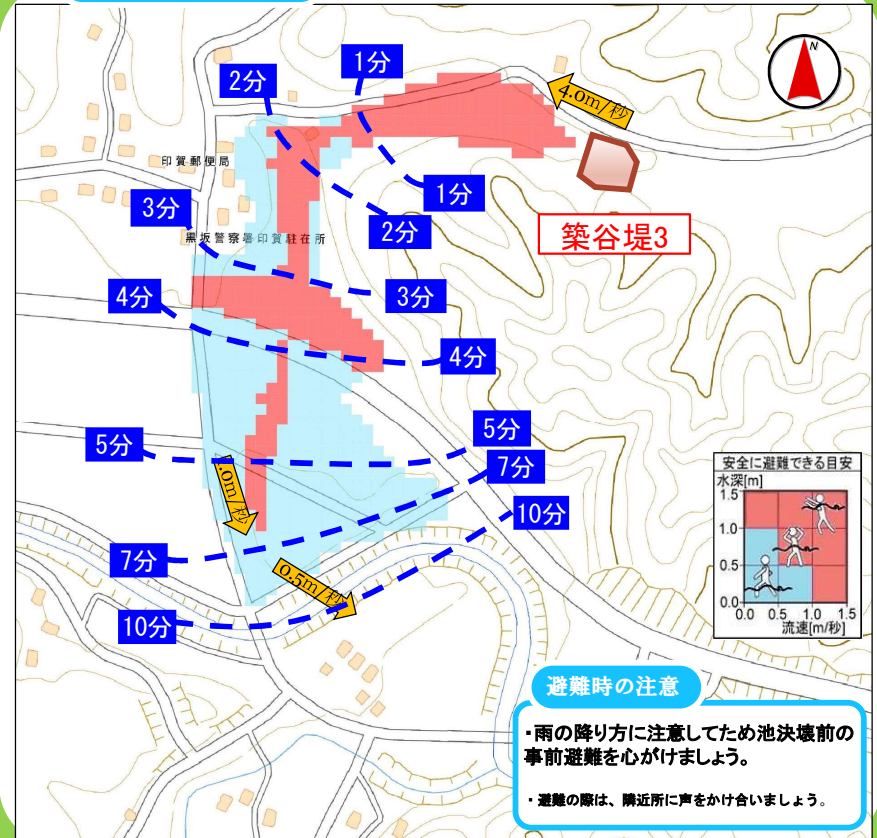 N
1分
2分
4.0m/秒
印賀郵便局
1分
3分
2分
築谷堤3
黒坂警察署印賀駐在所
4分
3分
4分
5分
5分
7分
安全に避難できる目安
水深[m]
1.5
1.0
0.5
0.0
0.0 0.5 1.0 1.5
流速[m/秒]
.0m/秒
10分
7分
0.5m/秒
10分
避難時の注意
・雨の降り方に注意してため池決壊前の
事前避難を心がけましょう。
・避難の際は、隣近所に声をかけ合いましょう。